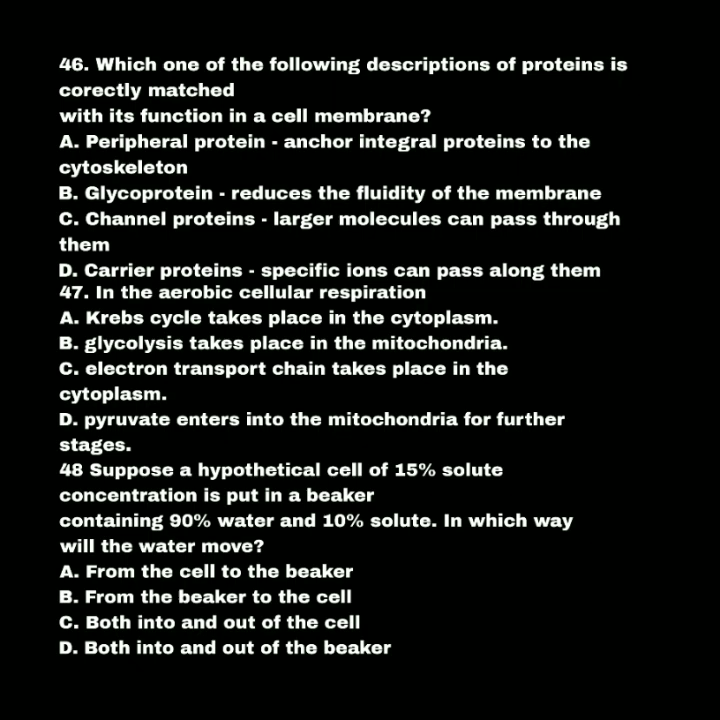 46. Which one of the following descriptions of proteins is
corectly matched
with its function in a cell membrane?
A. Peripheral protein - anchor integral proteins to the
cytoskeleton
B. Glycoprotein - reduces the fluidity of the membrane
C. Channel proteins - larger molecules can pass through
them
D. Carrier proteins - specific ions can pass along them
47. In the aerobic cellular respiration
A. Krebs cycle takes place in the cytoplasm.
B. glycolysis takes place in the mitochondria.
C. electron transport chain takes place in the
cytoplasm.
D. pyruvate enters into the mitochondria for further
stages.
48 Suppose a hypothetical cell of 15% solute
concentration is put in a beaker
containing 90% water and 10% solute. In which way
will the water move?
A. From the cell to the beaker
B. From the beaker to the cell
C. Both into and out of the cell
D. Both into and out of the beaker